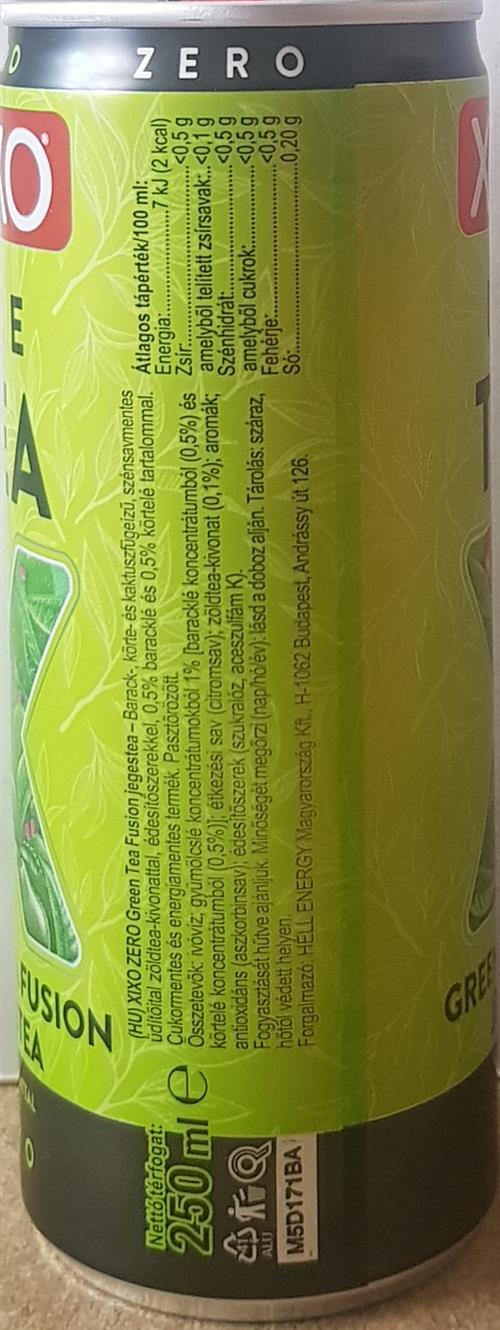 ZERO
(HU) XIXO ZERO Green Tea Fusion jegestea – Barack-, körte- és kaktuszfügeízű, szénsavmentes
üdítőital zöldtea-kivonattal, édesítőszerekkel, 0,5% baracklé és 0,5% körtelé tartalommal.
Cukormentes és energiamentes termék. Pasztőrözött.
Összetevők: ivóvíz; gyümölcslé koncentrátumokból 1% [baracklé koncentrátumból (0,5%) és
körtelé koncentrátumból (0,5%)]; étkezési sav (citromsav); zöldtea-kivonat (0,1%); aromák;
antioxidáns (aszkorbinsav); édesítőszerek (szukralóz, aceszulfám K).
Fogyasztását hűtve ajánljuk. Minőségét megőrzi (nap/hó/év): lásd a doboz alján. Tárolás: száraz,
hőtől védett helyen.
Forgalmazó: HELL ENERGY Magyarország Kft., H-1062 Budapest, Andrássy út 126.
Átlagos tápérték/100 ml:
Energia:..........7 kJ (2 kcal)
Zsír:..........<0,5 g
amelyből telített zsírsavak:..<0,1 g
Szénhidrát:..........<0,5 g
amelyből cukrok:..........<0,5 g
Fehérje:..........<0,5 g
Só:..........0,20 g
Nettó térfogat:
250 ml e
ALU
M5D171BA
FUSION